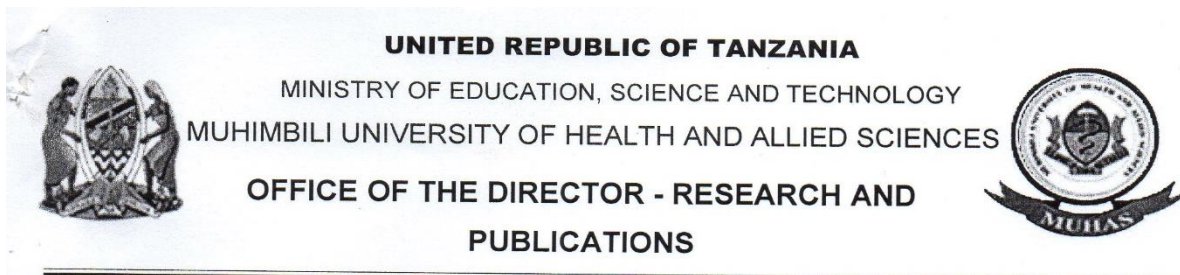 UNITED REPUBLIC OF TANZANIA
MINISTRY OF EDUCATION, SCIENCE AND TECHNOLOGY
MUHIMBILI UNIVERSITY OF HEALTH AND ALLIED SCIENCES
OFFICE OF THE DIRECTOR - RESEARCH AND
PUBLICATIONS
MUHAS